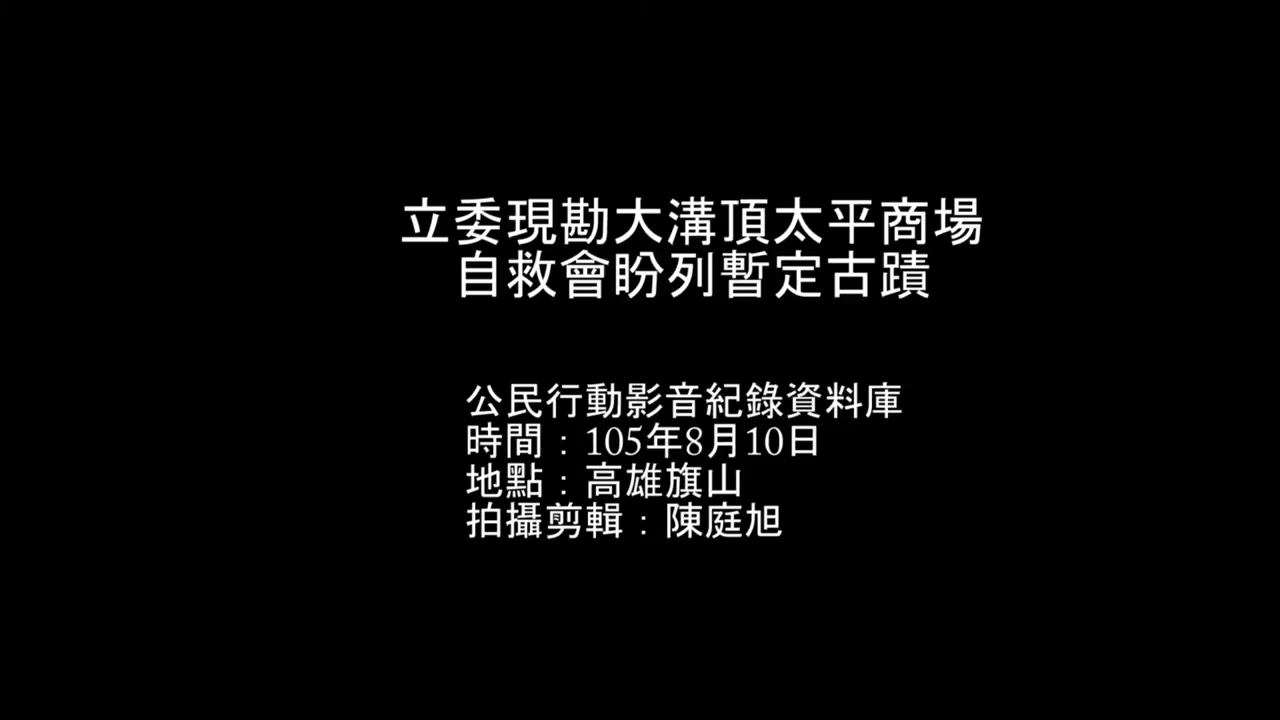 立委現勘大溝頂太平商場
自救會盼列暫定古蹟
公民行動影音紀錄資料庫
時間：105年8月10日
地點：高雄旗山
拍攝剪輯：陳庭旭